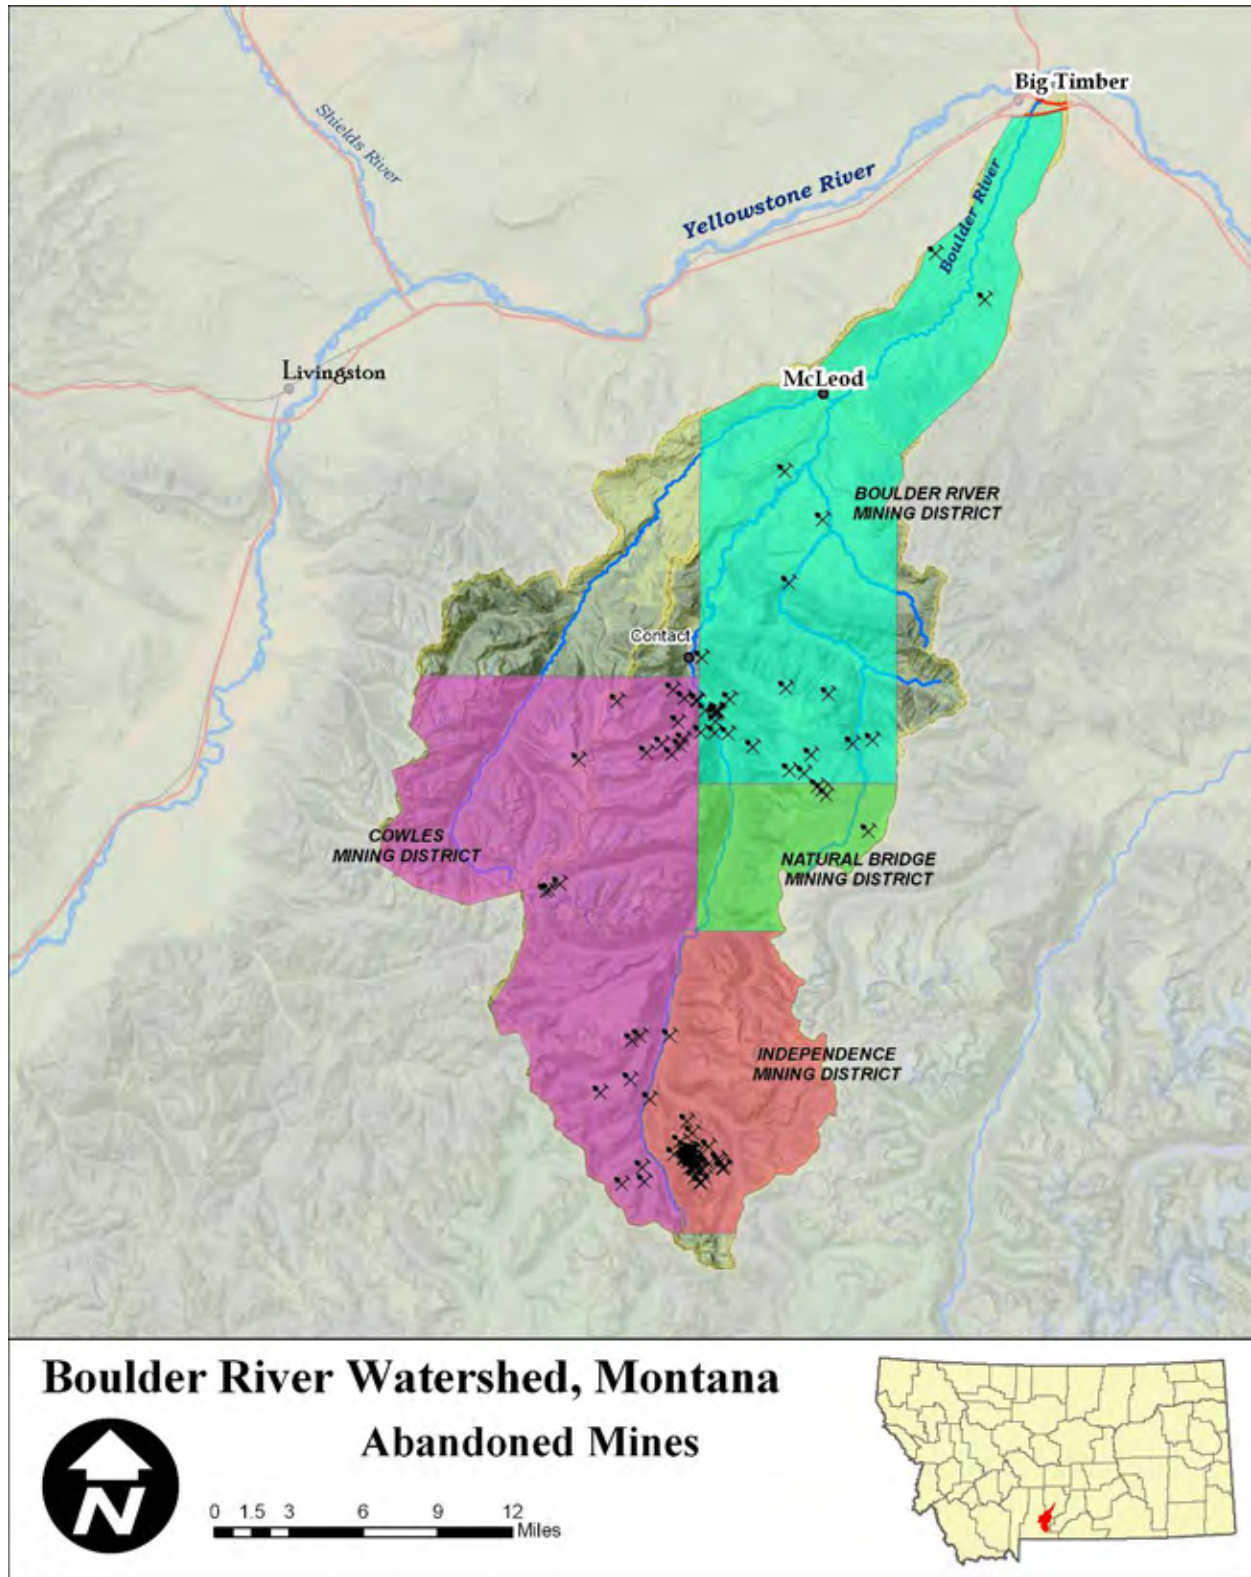 Big Timber
Shields River
Yellowstone River
Boulder River
Livingston
McLeod
BOULDER RIVER
MINING DISTRICT
Contact
COWLES
MINING DISTRICT
NATURAL BRIDGE
MINING DISTRICT
INDEPENDENCE
MINING DISTRICT
Boulder River Watershed, Montana
Abandoned Mines
N
0 1.5 3 6 9 12
Miles